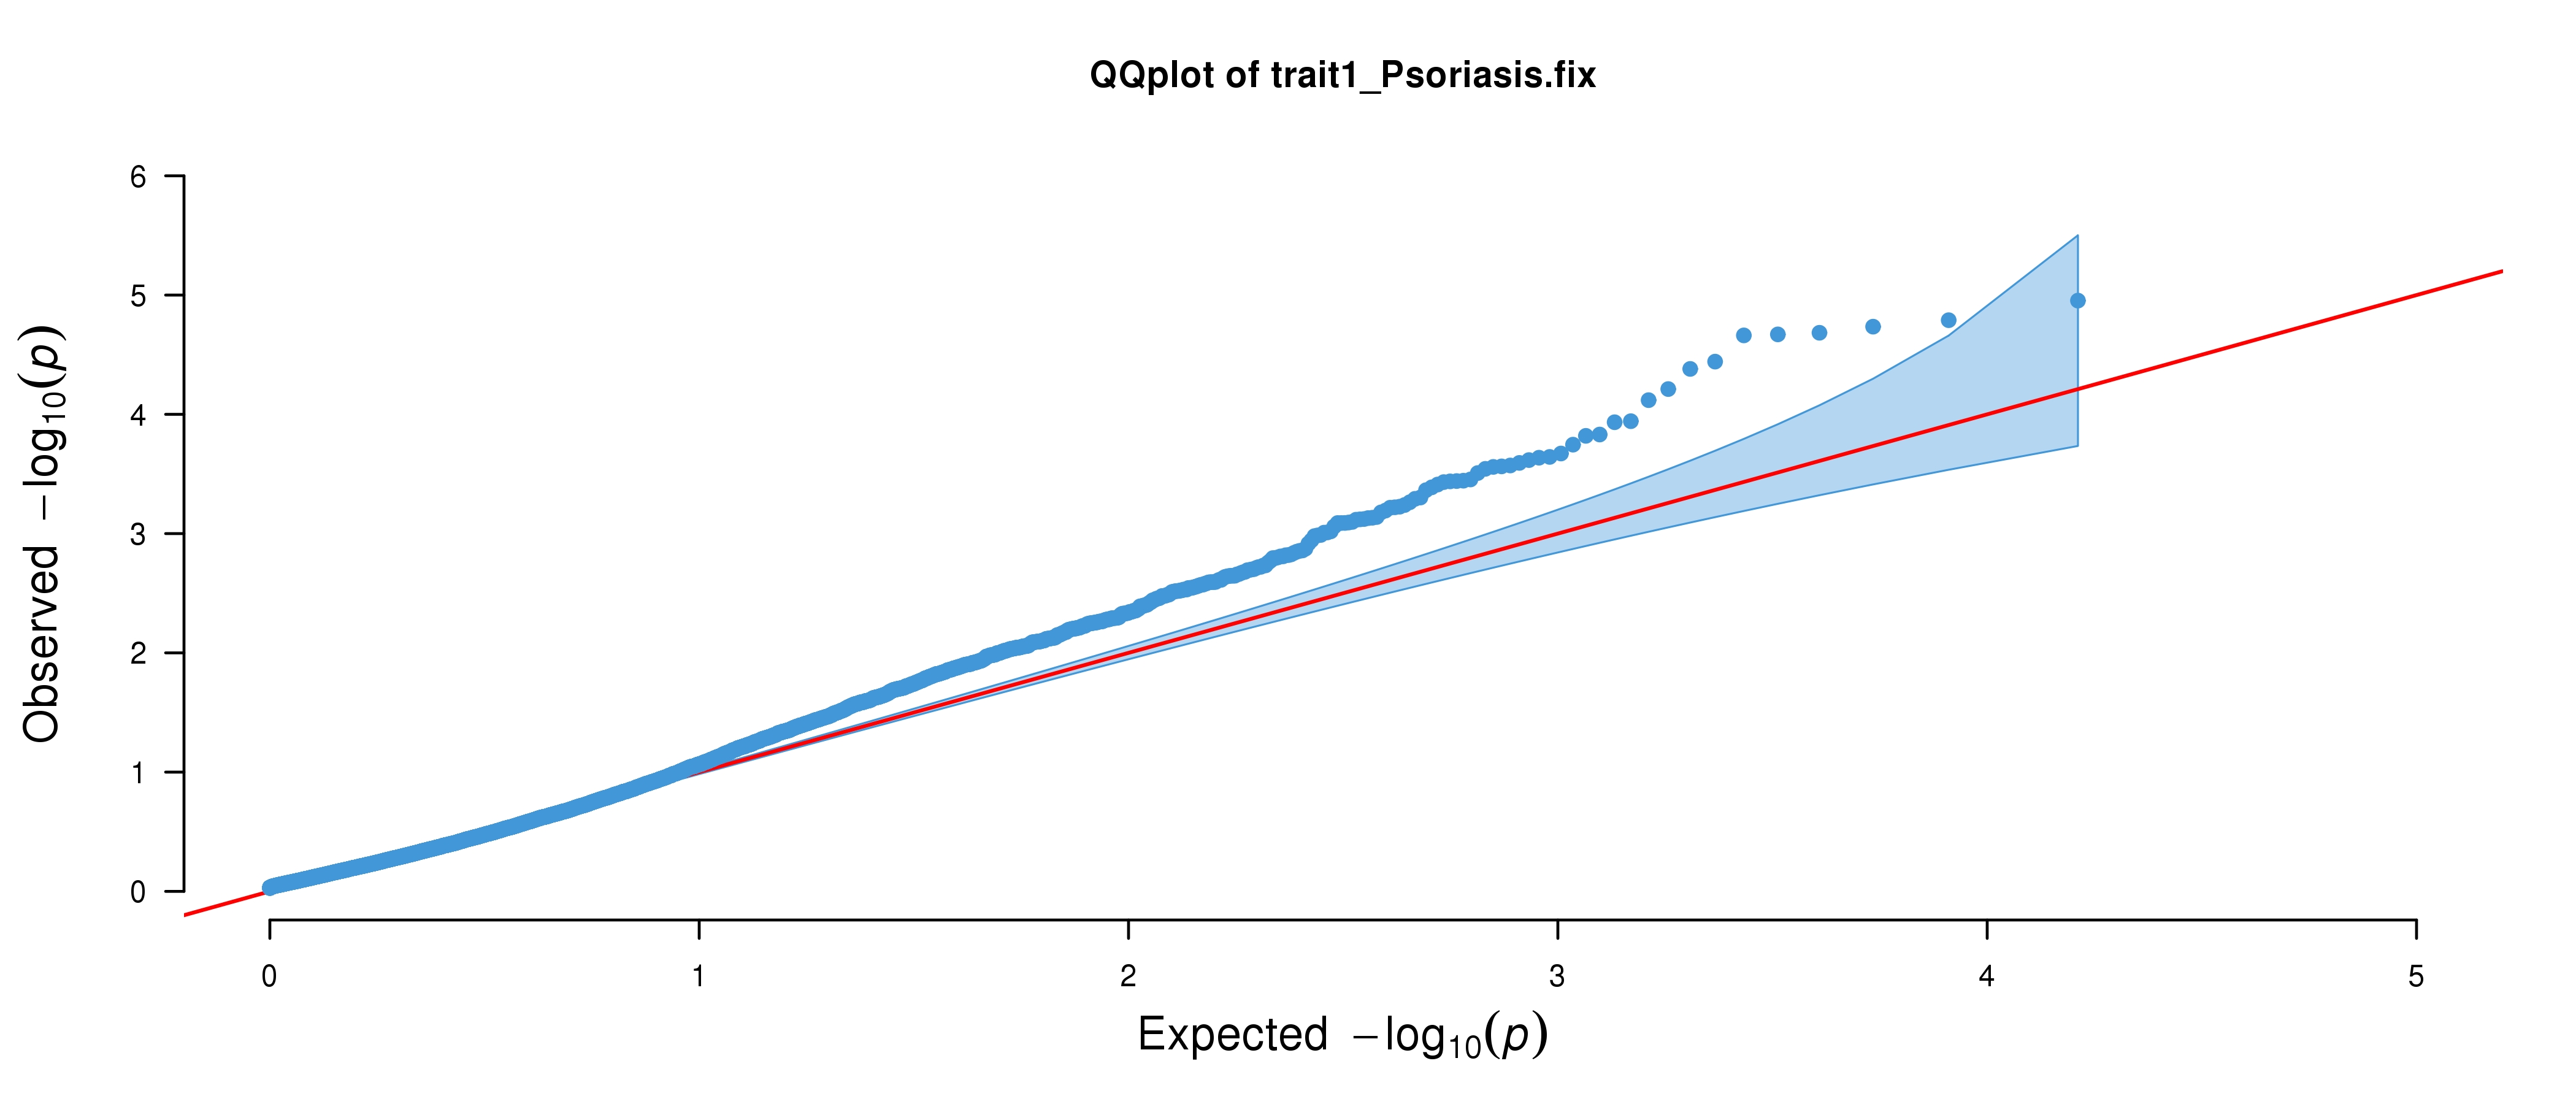 QQplot of trait1_Psoriasis.fix
Observed −log10(p)
6
5
4
3
2
1
0
0 1 2 3 4 5
Expected −log10(p)